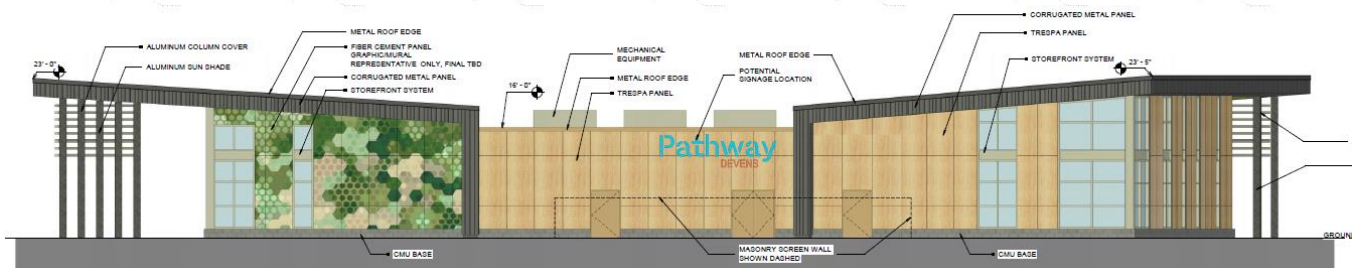 CORRUGATED METAL PANEL
TRESPA PANEL
METAL ROOF EDGE
ALUMINUM COLUMN COVER
FIBER CEMENT PANEL
GRAPHIC/MURAL
REPRESENTATIVE ONLY, FINAL TBD
MECHANICAL
EQUIPMENT
METAL ROOF EDGE
STOREFRONT SYSTEM
23' - 0"
ALUMINUM SUN SHADE
CORRUGATED METAL PANEL
METAL ROOF EDGE
POTENTIAL
SIGNAGE LOCATION
23' - 5"
STOREFRONT SYSTEM
16' - 0"
TRESPA PANEL
Pathway
DEVENS
GROUN
CMU BASE
MASONRY SCREEN WALL
SHOWN DASHED
CMU BASE